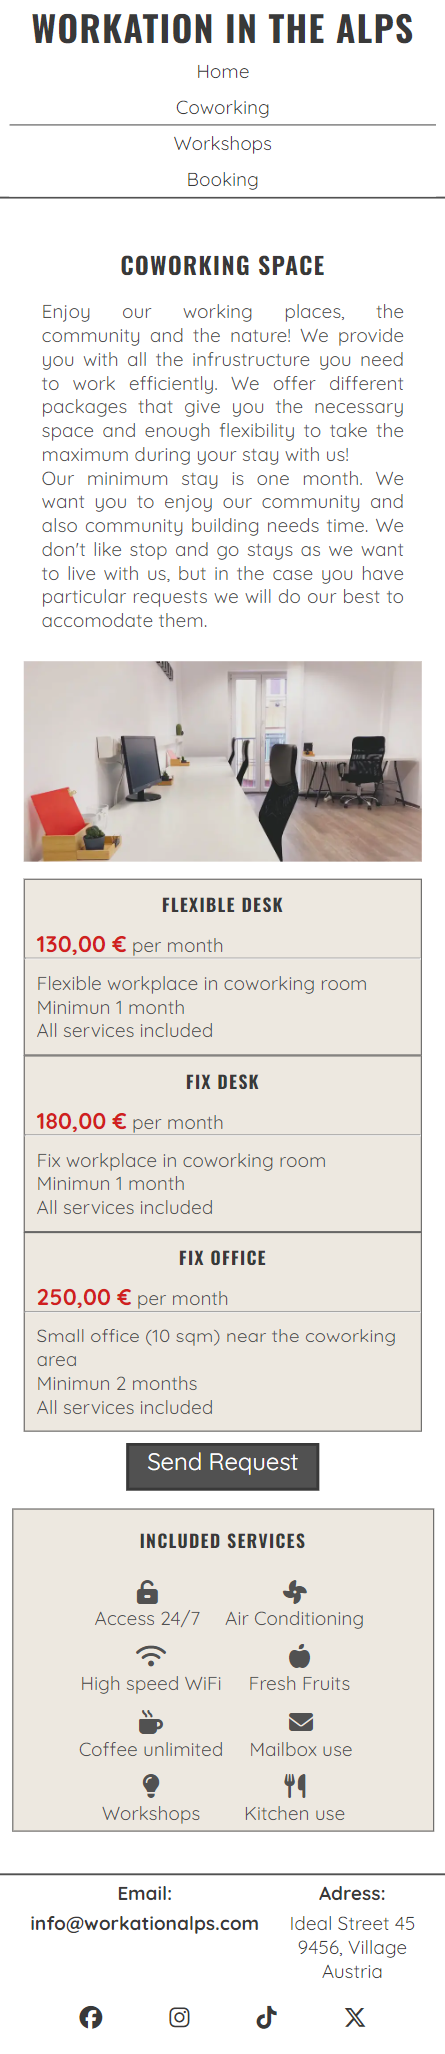 WORKATION IN THE ALPS
Home
Coworking
Workshops
Booking
COWORKING SPACE
Enjoy our working places, the
community and the nature! We provide
you with all the infrustructure you need
to work efficiently. We offer different
packages that give you the necessary
space and enough flexibility to take the
maximum during your stay with us!
Our minimum stay is one month. We
want you to enjoy our community and
also community building needs time. We
don't like stop and go stays as we want
to live with us, but in the case you have
particular requests we will do our best to
accomodate them.
FLEXIBLE DESK
130,00 € per month
Flexible workplace in coworking room
Minimun 1 month
All services included
FIX DESK
180,00 € per month
Fix workplace in coworking room
Minimun 1 month
All services included
FIX OFFICE
250,00 € per month
Small office (10 sqm) near the coworking
area
Minimun 2 months
All services included
Send Request
INCLUDED SERVICES
Access 24/7 Air Conditioning
High speed WiFi Fresh Fruits
Coffee unlimited Mailbox use
Workshops Kitchen use
Email:
info@workationalps.com
Adress:
Ideal Street 45
9456, Village
Austria